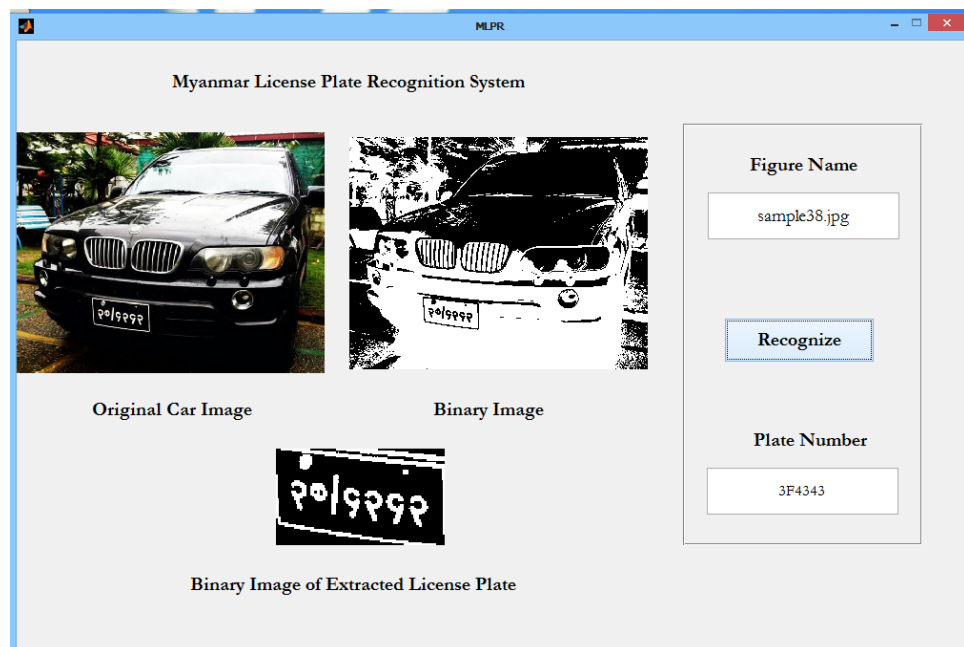 MLPR
Myanmar License Plate Recognition System
Original Car Image
Binary Image
Binary Image of Extracted License Plate
Figure Name
sample38.jpg
Recognize
Plate Number
3F4343